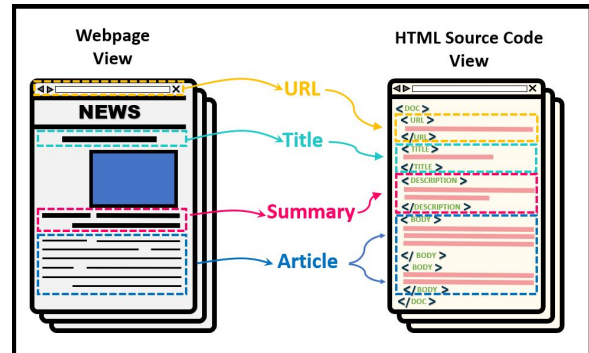 Webpage
View
HTML Source Code
View
NEWS
URL
Title
Summary
Article
<DOC>
<URL>
</URL>
<TITLE>
</TITLE>
<DESCRIPTION>
</DESCRIPTION>
<BODY>
</BODY>
<BODY>
</BODY>
</DOC>